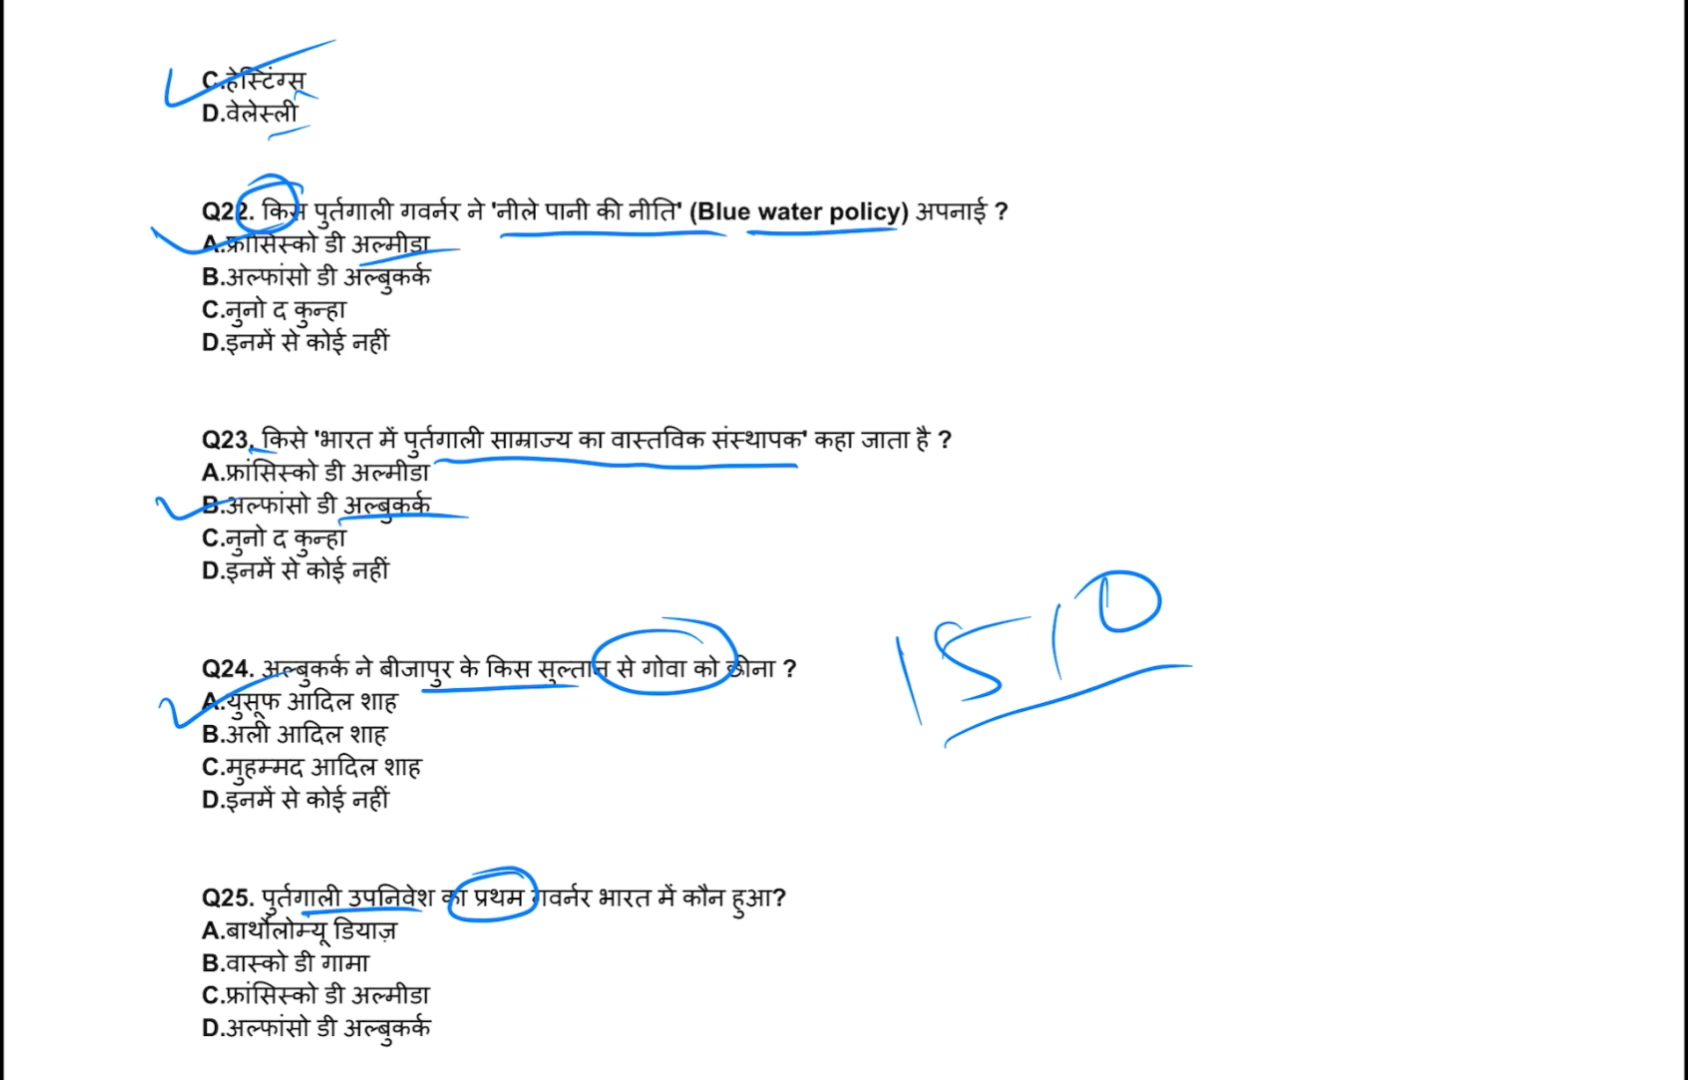 C.हेस्टिंग्स
D.वेलेस्ली
Q22. किस पुर्तगाली गवर्नर ने 'नीले पानी की नीति' (Blue water policy) अपनाई ?
A.फ्रांसिस्को डी अल्मीडा
B.अल्फांसो डी अल्बुकर्क
C.नुनो द कुन्हा
D.इनमें से कोई नहीं
Q23. किसे 'भारत में पुर्तगाली साम्राज्य का वास्तविक संस्थापक' कहा जाता है ?
A.फ्रांसिस्को डी अल्मीडा
B.अल्फांसो डी अल्बुकर्क
C.नुनो द कुन्हा
D.इनमें से कोई नहीं
1510
Q24. अल्बुकर्क ने बीजापुर के किस सुल्तान से गोवा को छीना ?
A.युसूफ आदिल शाह
B.अली आदिल शाह
C.मुहम्मद आदिल शाह
D.इनमें से कोई नहीं
Q25. पुर्तगाली उपनिवेश का प्रथम गवर्नर भारत में कौन हुआ?
A.बार्थोलोम्यू डियाज़
B.वास्को डी गामा
C.फ्रांसिस्को डी अल्मीडा
D.अल्फांसो डी अल्बुकर्क